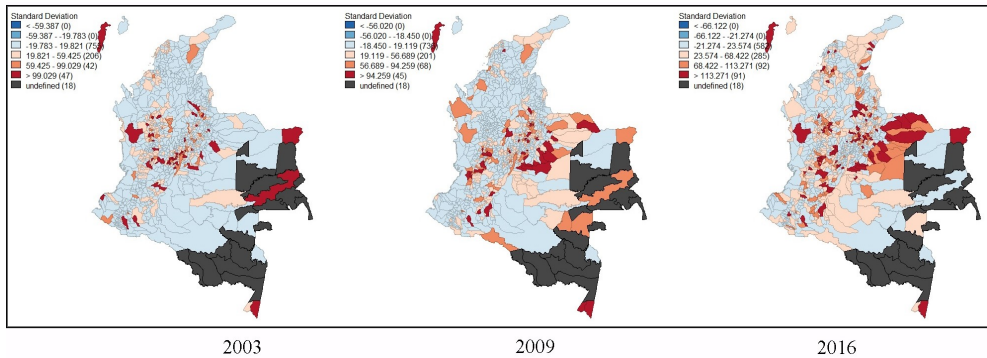 Standard Deviation
< -59.387 (0)
-59.387 - -19.783 (0)
-19.783 - 19.821
19.821 - 59.425 (206)
59.425 - 99.029 (42)
> 99.029 (47)
undefined (18)
Standard Deviation
< -56.020 (0)
-56.020 - -18.450 (0)
-18.450 - 19.119
19.119 - 56.689 (201)
56.689 - 94.259 (68)
> 94.259 (45)
undefined (18)
Standard Deviation
< -66.122 (0)
-66.122 - -21.274 (0)
-21.274 - 23.574
23.574 - 68.422 (285)
68.422 - 113.271 (92)
> 113.271 (91)
undefined (18)
2003
2009
2016